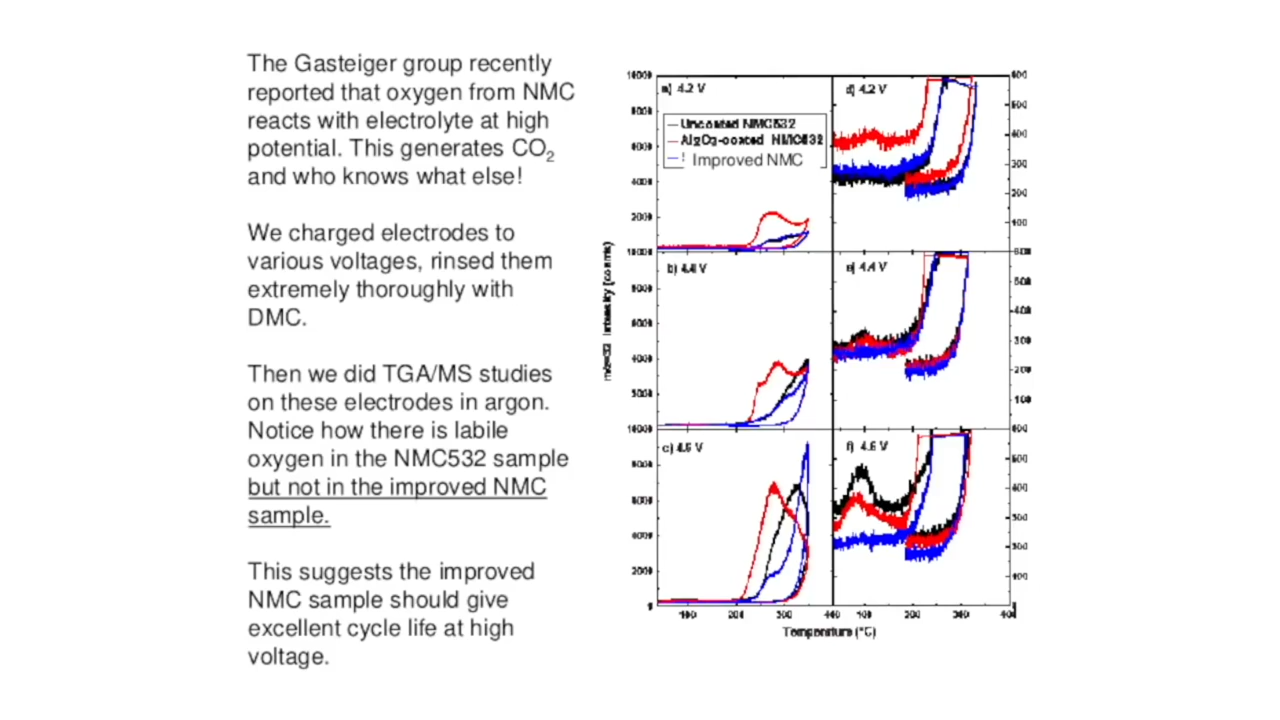 The Gasteiger group recently
reported that oxygen from NMC
reacts with electrolyte at high
potential. This generates CO₂
and who knows what else!
We charged electrodes to
various voltages, rinsed them
extremely thoroughly with
DMC.
Then we did TGA/MS studies
on these electrodes in argon.
Notice how there is labile
oxygen in the NMC532 sample
but not in the improved NMC
sample.
This suggests the improved
NMC sample should give
excellent cycle life at high
voltage.
a) 4.2 V
Uncoated NMC532
Al₂O₃-coated NMC532
Improved NMC
b) 4.4 V
c) 4.6 V
d) 4.2 V
e) 4.4 V
f) 4.6 V
Temperature (°C)